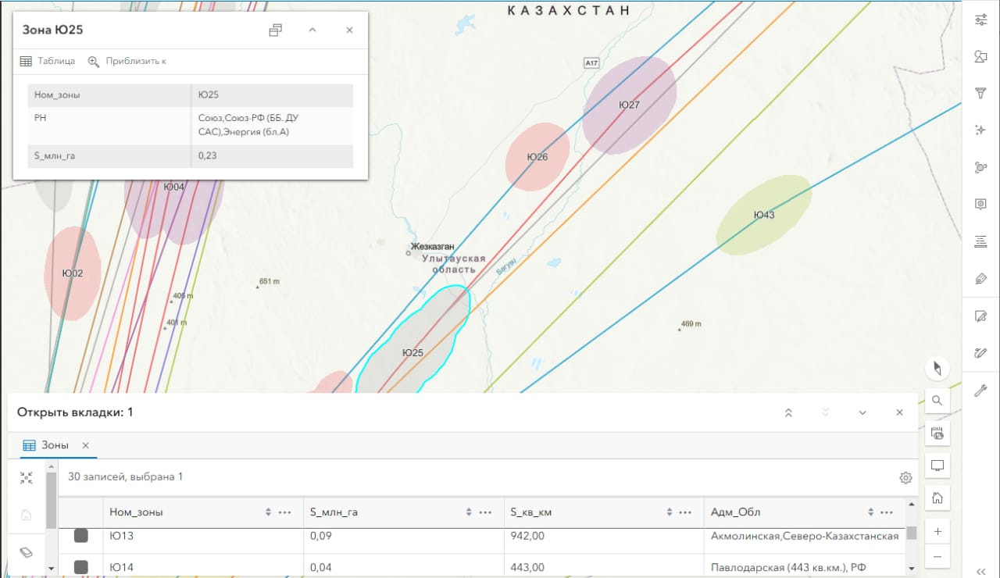 КАЗАХСТАН
Зона Ю25
Таблица
Приблизить к
Ном_зоны Ю25
РН Союз,Союз-РФ (ББ. ДУ
САС),Энергия (бл.А)
S_млн_га 0,23
A17
Ю27
Ю26
Ю04
Ю43
Ю02
Жезказган
Улытауская
область
Sarysu
651 m
405 m
401 m
469 m
Ю25
Открыть вкладки: 1
Зоны
30 записей, выбрана 1
Ном_зоны S_млн_га S_кв_км Адм_Обл
Ю13 0,09 942,00 Акмолинская,Северо-Казахстанская
Ю14 0,04 443,00 Павлодарская (443 кв.км.), РФ